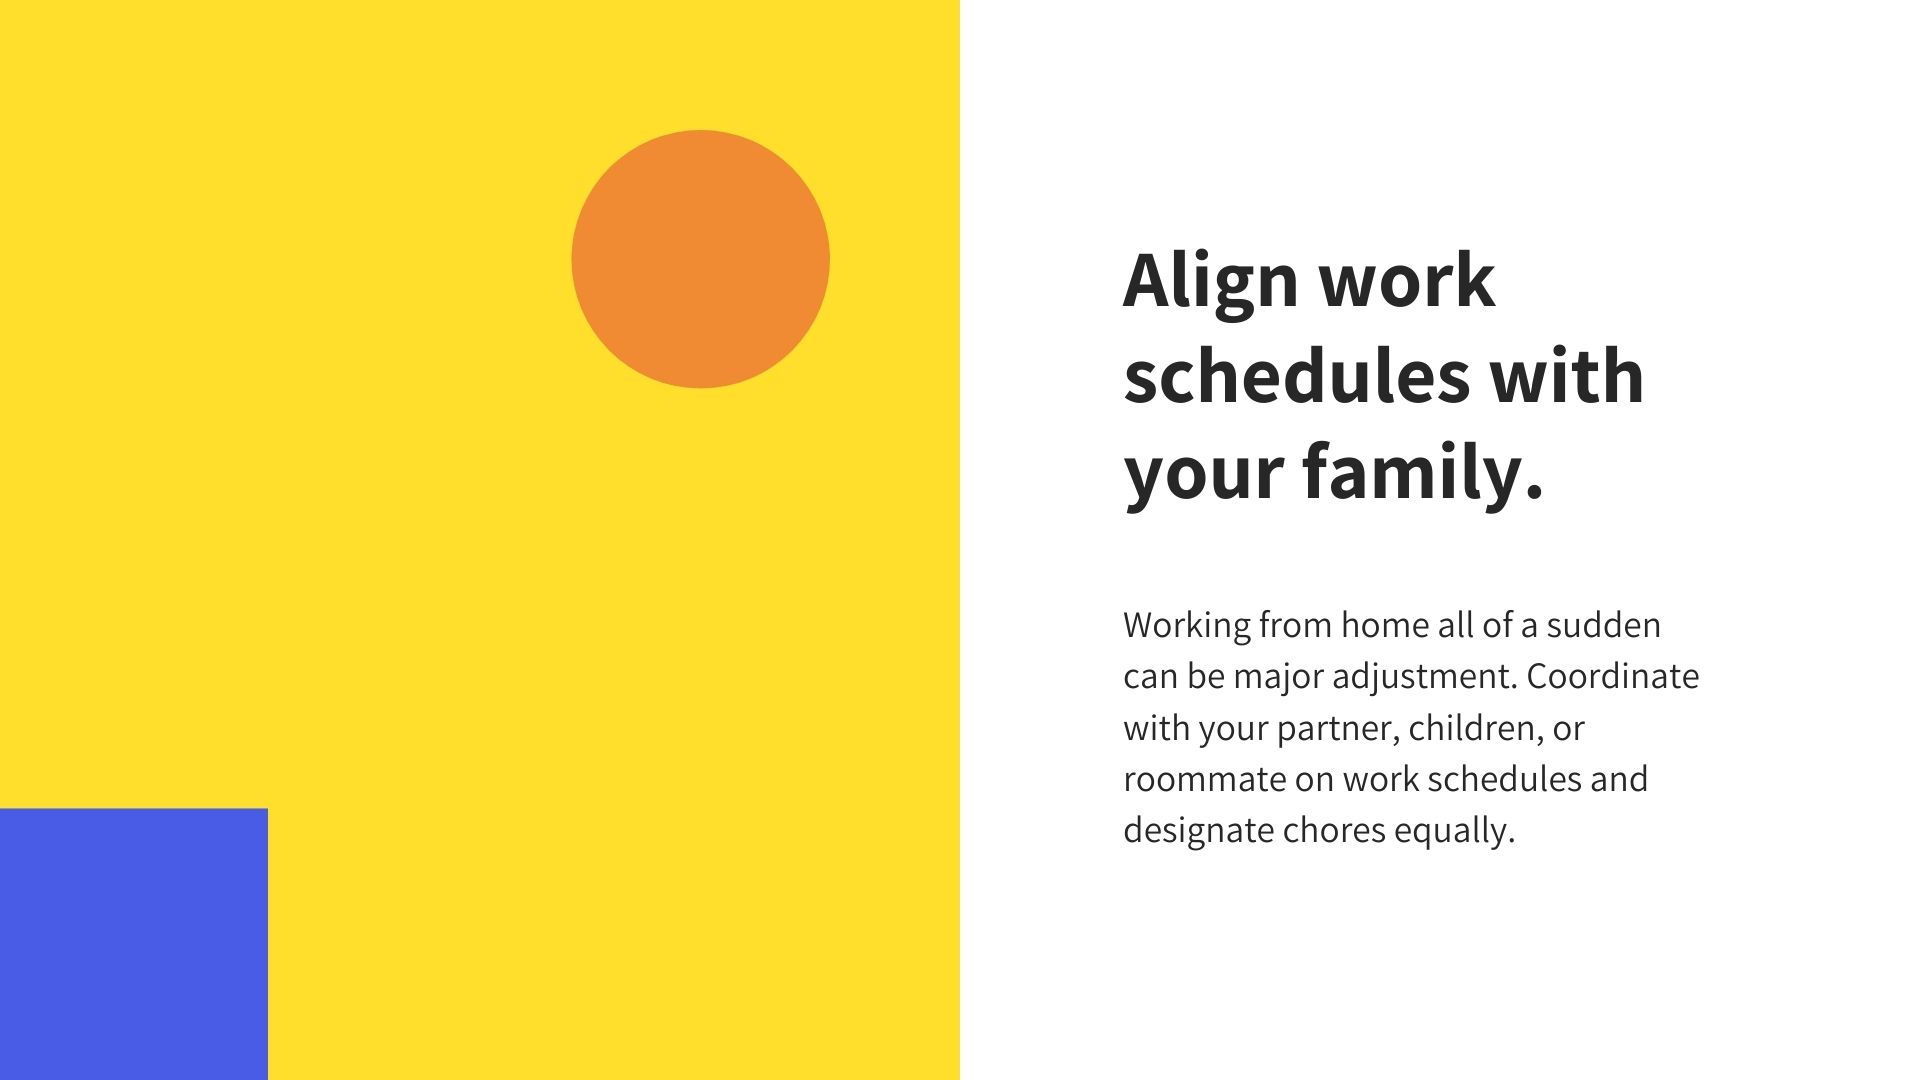 Align work
schedules with
your family.
Working from home all of a sudden
can be major adjustment. Coordinate
with your partner, children, or
roommate on work schedules and
designate chores equally.